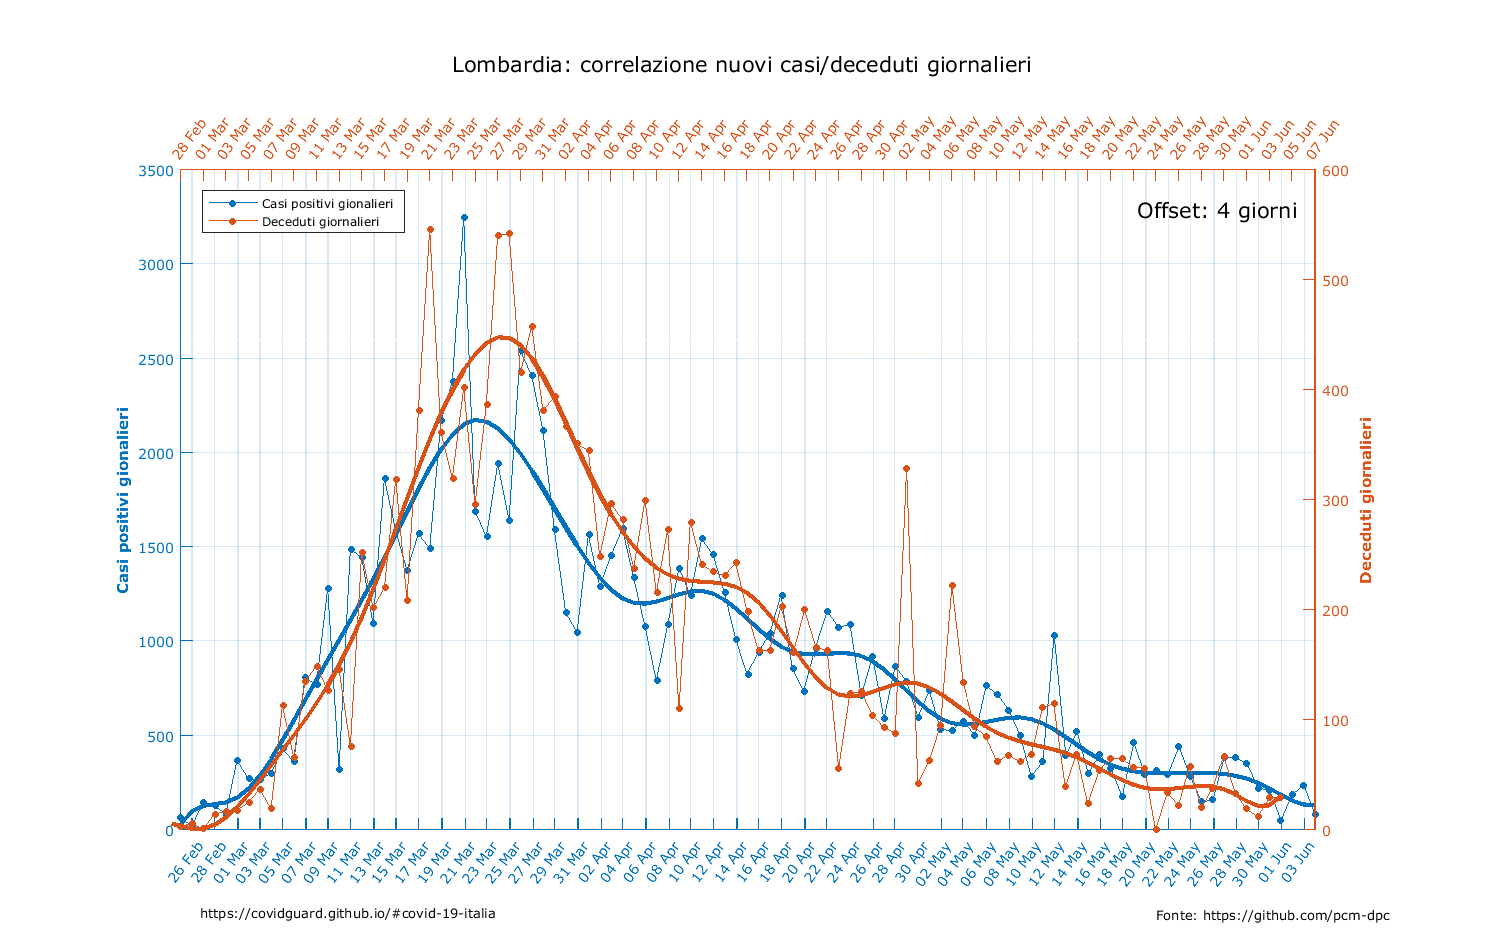 Lombardia: correlazione nuovi casi/deceduti giornalieri
28 Feb 01 Mar 03 Mar 05 Mar 07 Mar 09 Mar 11 Mar 13 Mar 15 Mar 17 Mar 19 Mar 21 Mar 23 Mar 25 Mar 27 Mar 29 Mar 31 Mar 02 Apr 04 Apr 06 Apr 08 Apr 10 Apr 12 Apr 14 Apr 16 Apr 18 Apr 20 Apr 22 Apr 24 Apr 26 Apr 28 Apr 30 Apr 02 May 04 May 06 May 08 May 10 May 12 May 14 May 16 May 18 May 20 May 22 May 24 May 26 May 28 May 30 May 01 Jun 03 Jun 05 Jun 07 Jun
3500
3000
2500
2000
1500
1000
500
0
Casi positivi gionalieri
Casi positivi gionalieri
Deceduti giornalieri
Offset: 4 giorni
600
500
400
300
200
100
0
Deceduti giornalieri
26 Feb 28 Feb 01 Mar 03 Mar 05 Mar 07 Mar 09 Mar 11 Mar 13 Mar 15 Mar 17 Mar 19 Mar 21 Mar 23 Mar 25 Mar 27 Mar 29 Mar 31 Mar 02 Apr 04 Apr 06 Apr 08 Apr 10 Apr 12 Apr 14 Apr 16 Apr 18 Apr 20 Apr 22 Apr 24 Apr 26 Apr 28 Apr 30 Apr 02 May 04 May 06 May 08 May 10 May 12 May 14 May 16 May 18 May 20 May 22 May 24 May 26 May 28 May 30 May 01 Jun 03 Jun
https://covidguard.github.io/#covid-19-italia
Fonte: https://github.com/pcm-dpc